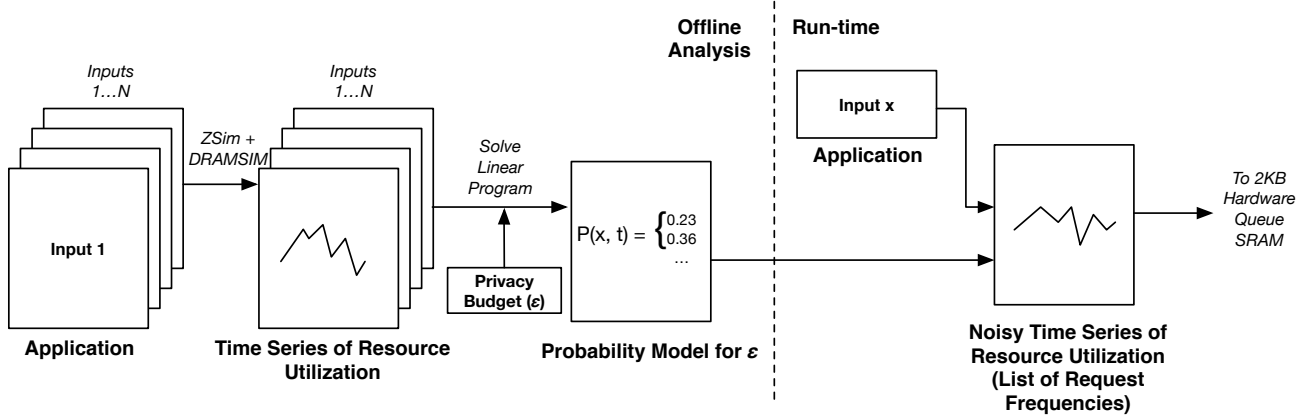 Offline
Analysis
Run-time
Inputs
1...N
Inputs
1...N
ZSim +
DRAMSIM
Solve
Linear
Program
Input 1
Application
Time Series of Resource
Utilization
Privacy
Budget (ε)
P(x, t) = {0.23
0.36
...
Probability Model for ε
Input x
Application
Noisy Time Series of
Resource Utilization
(List of Request
Frequencies)
To 2KB
Hardware
Queue
SRAM